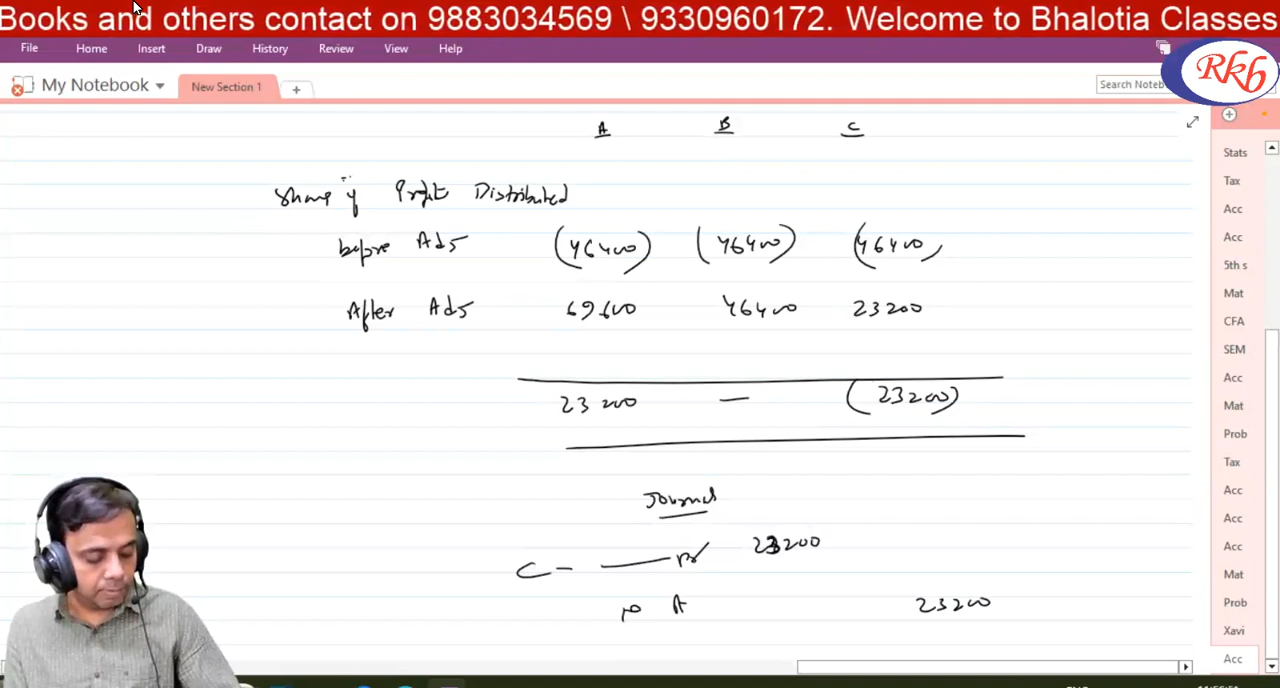 Books and others contact on 9883034569 \ 9330960172. Welcome to Bhalotia Classes
File Home Insert Draw History Review View Help
Rkb
My Notebook New Section 1 + Search Noteb
A B C
Stats
Share of Profit Distributed
Tax
Acc
before Adj (46400) (46400) (46400)
Acc
5th s
Mat
After Adj 69600 46400 23200
CFA
SEM
Acc
23200 — (23200)
Mat
Prob
Tax
Journal
Acc
Acc
C - — Dr 23200
Acc
Mat
To A 23200
Prob
Xavi
Acc